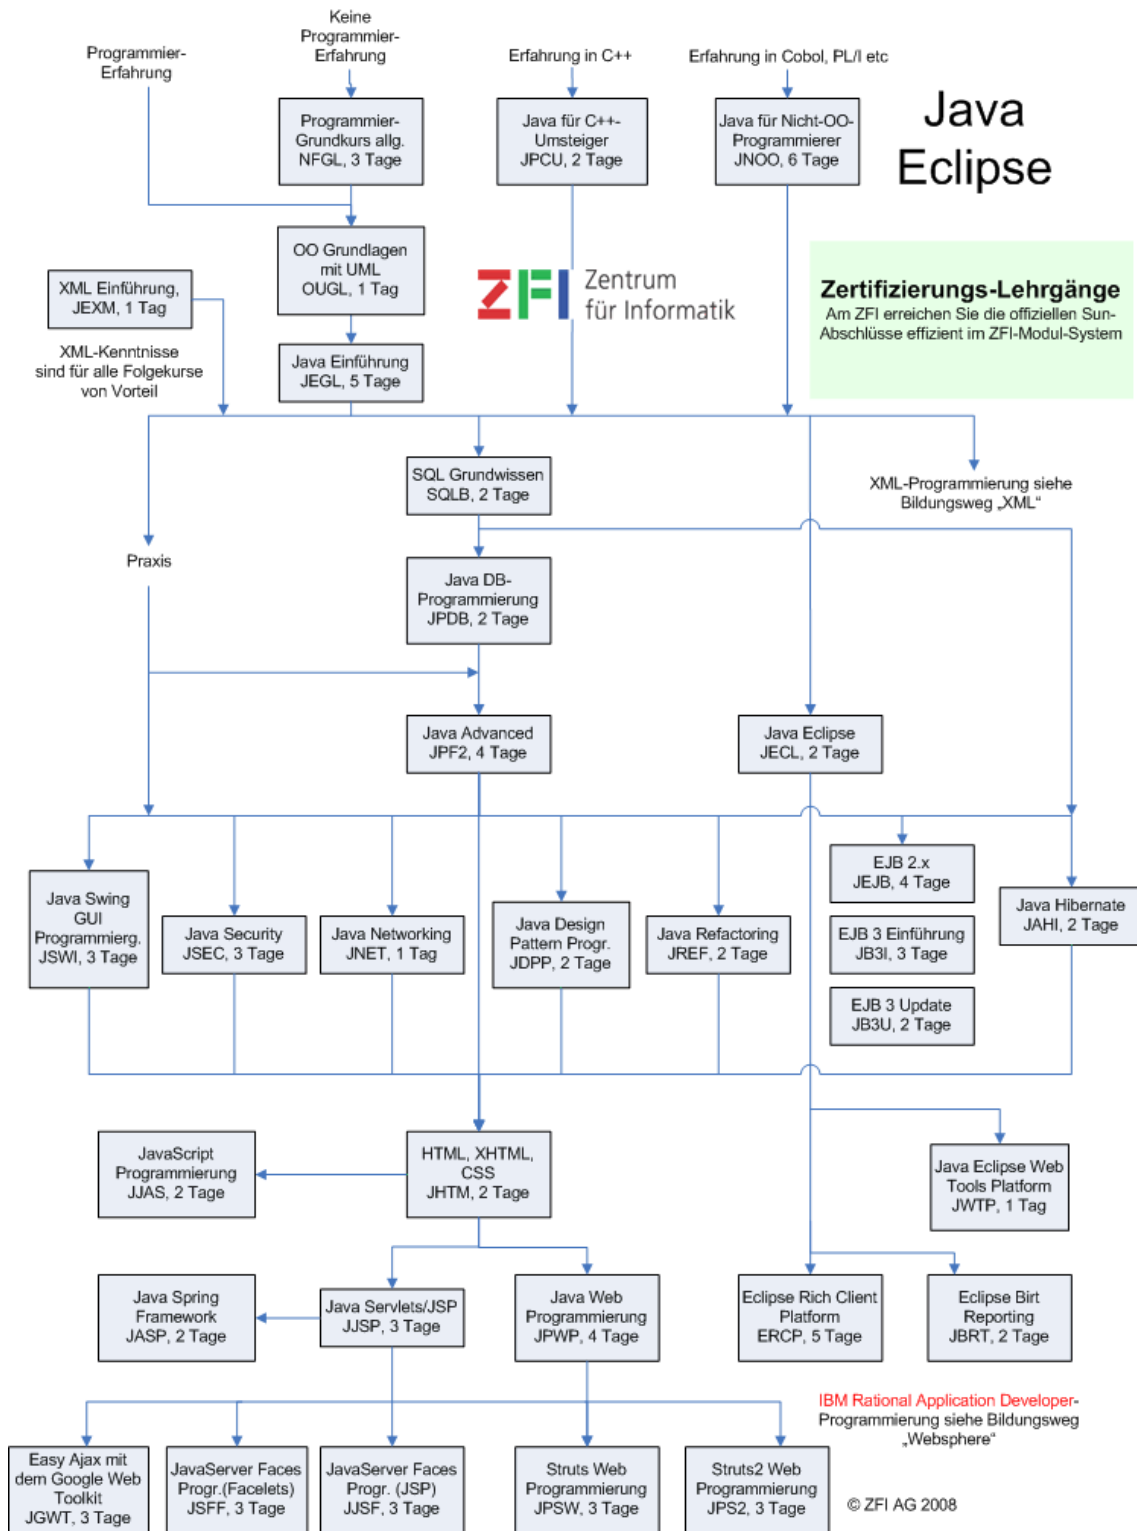 Keine
Programmier-
Erfahrung
Programmier-
Erfahrung
Erfahrung in C++
Erfahrung in Cobol, PL/I etc
Java
Eclipse
Programmier-
Grundkurs allg.
NFGL, 3 Tage
Java für C++-
Umsteiger
JPCU, 2 Tage
Java für Nicht-OO-
Programmierer
JNOO, 6 Tage
OO Grundlagen
mit UML
OUGL, 1 Tag
XML Einführung,
JEXM, 1 Tag
XML-Kenntnisse
sind für alle Folgekurse
von Vorteil
ZFI Zentrum
für Informatik
Zertifizierungs-Lehrgänge
Am ZFI erreichen Sie die offiziellen Sun-
Abschlüsse effizient im ZFI-Modul-System
Java Einführung
JEGL, 5 Tage
SQL Grundwissen
SQLB, 2 Tage
XML-Programmierung siehe
Bildungsweg „XML“
Praxis
Java DB-
Programmierung
JPDB, 2 Tage
Java Advanced
JPF2, 4 Tage
Java Eclipse
JECL, 2 Tage
Java Swing
GUI
Programmierg.
JSWI, 3 Tage
Java Security
JSEC, 3 Tage
Java Networking
JNET, 1 Tag
Java Design
Pattern Progr.
JDPP, 2 Tage
Java Refactoring
JREF, 2 Tage
EJB 2.x
JEJB, 4 Tage
EJB 3 Einführung
JB3I, 3 Tage
EJB 3 Update
JB3U, 2 Tage
Java Hibernate
JAHI, 2 Tage
JavaScript
Programmierung
JJAS, 2 Tage
HTML, XHTML,
CSS
JHTM, 2 Tage
Java Eclipse Web
Tools Platform
JWTP, 1 Tag
Java Spring
Framework
JASP, 2 Tage
Java Servlets/JSP
JJSP, 3 Tage
Java Web
Programmierung
JPWP, 4 Tage
Eclipse Rich Client
Platform
ERCP, 5 Tage
Eclipse Birt
Reporting
JBRT, 2 Tage
IBM Rational Application Developer-
Programmierung siehe Bildungsweg
„Websphere“
Easy Ajax mit
dem Google Web
Toolkit
JGWT, 3 Tage
JavaServer Faces
Progr.(Facelets)
JSFF, 3 Tage
JavaServer Faces
Progr. (JSP)
JJSF, 3 Tage
Struts Web
Programmierung
JPSW, 3 Tage
Struts2 Web
Programmierung
JPS2, 3 Tage
© ZFI AG 2008